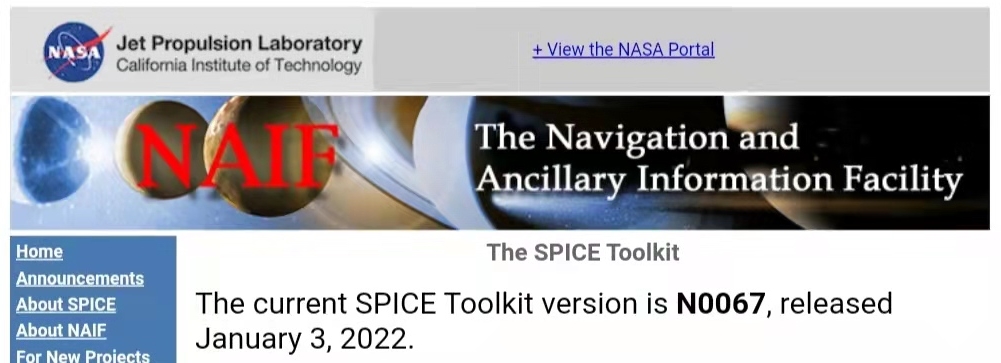 NASA
Jet Propulsion Laboratory
California Institute of Technology
+ View the NASA Portal
NAIF
The Navigation and
Ancillary Information Facility
Home
Announcements
About SPICE
About NAIF
For New Projects
The SPICE Toolkit
The current SPICE Toolkit version is N0067, released
January 3, 2022.